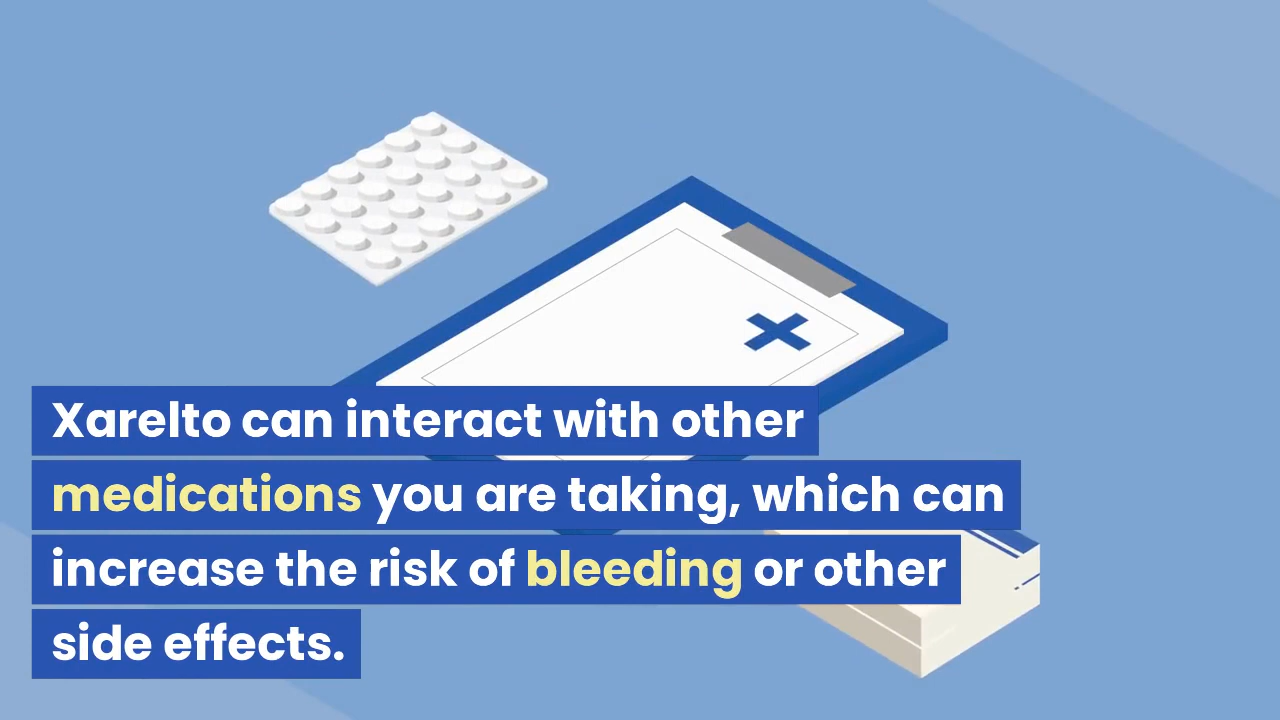 Xarelto can interact with other
medications you are taking, which can
increase the risk of bleeding or other
side effects.